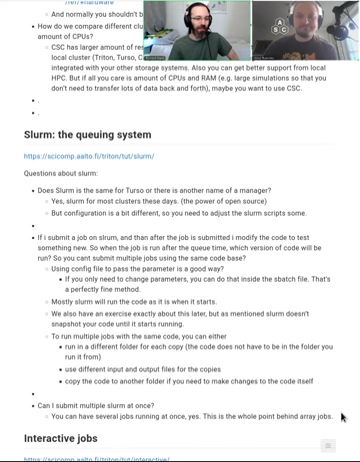 /ref/#hardware
And normally you shouldn't b
How do we compare different clu
amount of CPUs?
CSC has larger amount of res
local cluster (Triton, Turso, C
integrated with your other storage systems. Also you can get better support from local
HPC. But if all you care is amount of CPUs and RAM (e.g. large simulations so that you
don't need to transfer lots of data back and forth), maybe you want to use CSC.
.
.
A S
C
Slurm: the queuing system
https://scicomp.aalto.fi/triton/tut/slurm/
Questions about slurm:
Does Slurm is the same for Turso or there is another name of a manager?
Yes, slurm for most clusters these days. (the power of open source)
But configuration is a bit different, so you need to adjust the slurm scripts some.
If i submit a job on slrum, and than after the job is submitted i modify the code to test
something new. So when the job is run after the queue time, which version of code will be
run? So you cant submit multiple jobs using the same code base?
Using config file to pass the parameter is a good way?
If you only need to change parameters, you can do that inside the sbatch file. That's
a perfectly fine method.
Mostly slurm will run the code as it is when it starts.
We also have an exercise exactly about this later, but as mentioned slurm doesn't
snapshot your code until it starts running.
To run multiple jobs with the same code, you can either
run in a different folder for each copy (the code does not have to be in the folder you
run it from)
use different input and output files for the copies
copy the code to another folder if you need to make changes to the code itself
Can I submit multiple slurm at once?
You can have several jobs running at once, yes. This is the whole point behind array jobs.
Interactive jobs
https://scicomp.aalto.fi/triton/tut/interactive/